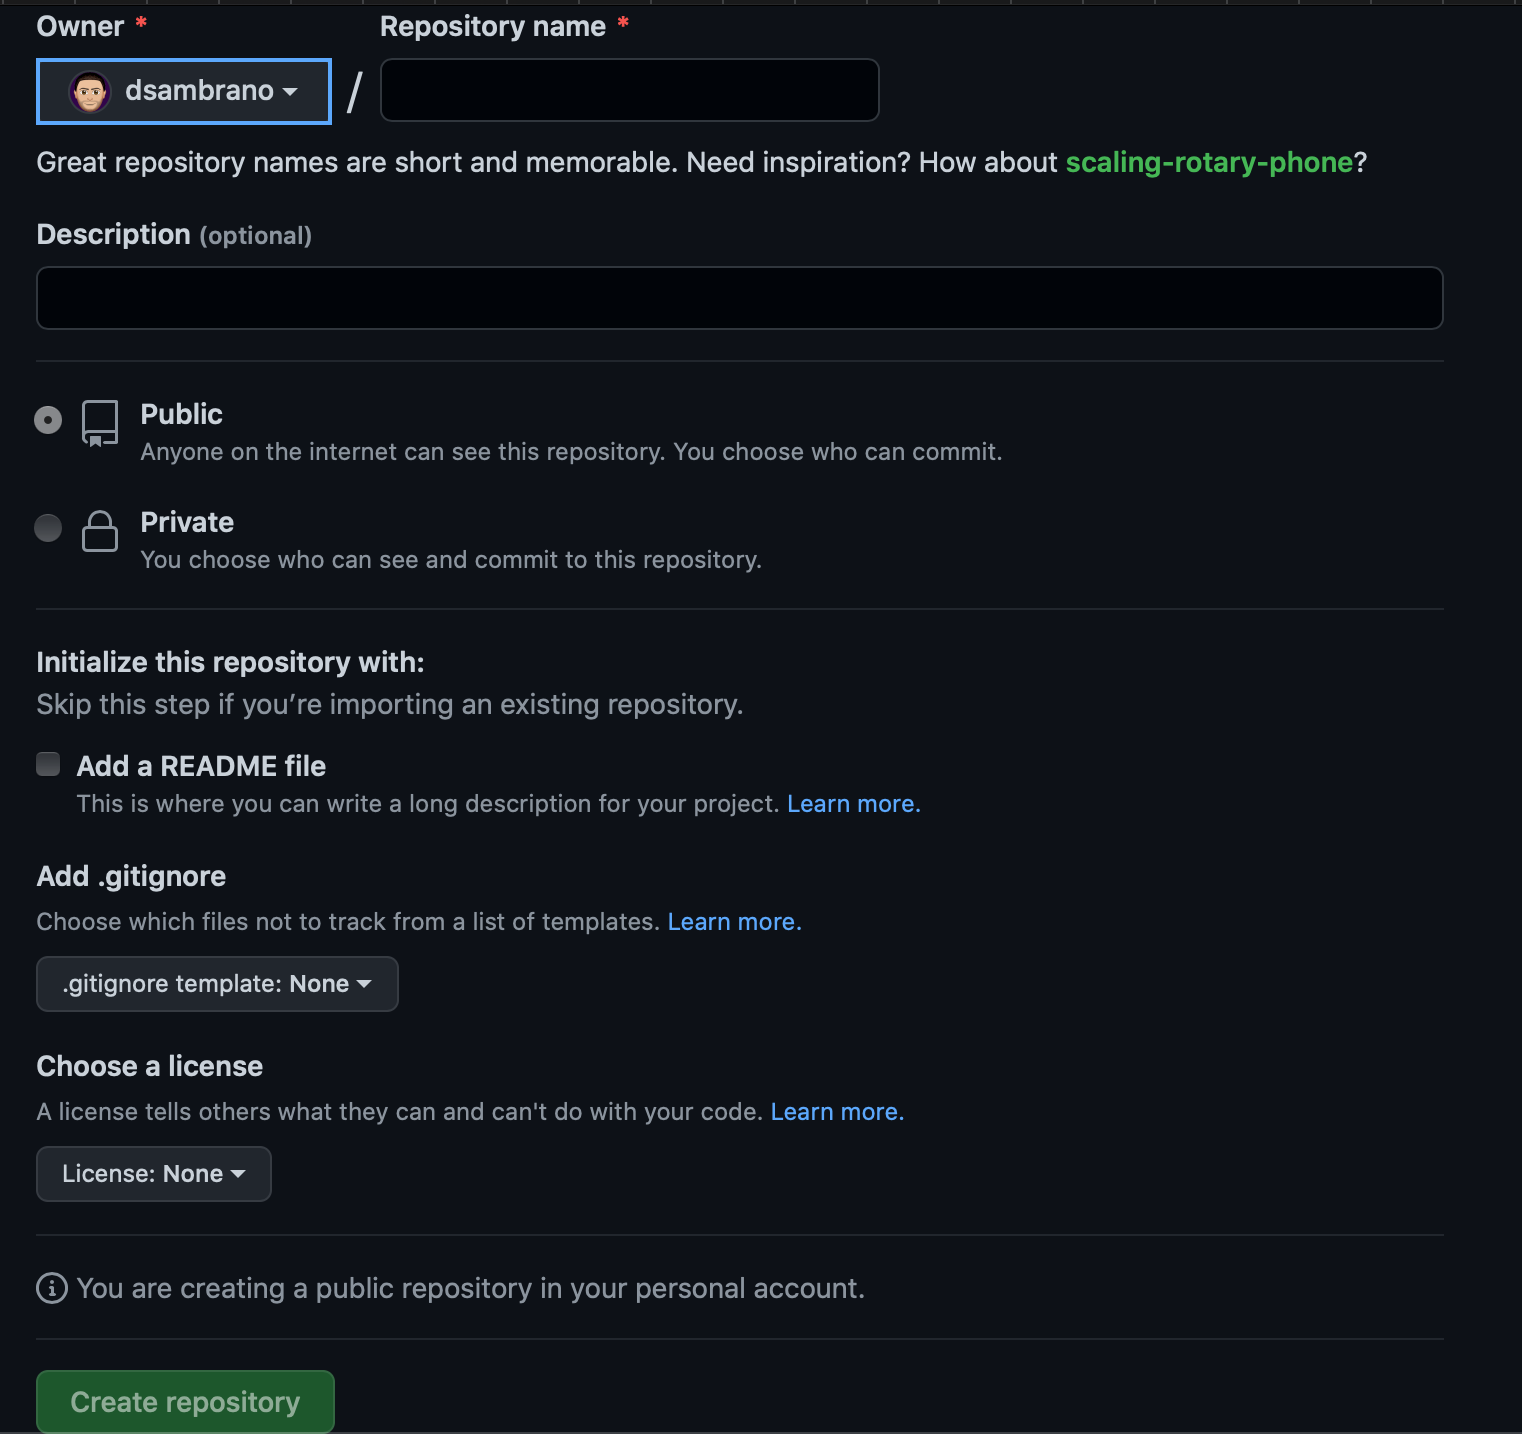 Owner * Repository name *
dsambrano / 
Great repository names are short and memorable. Need inspiration? How about scaling-rotary-phone?
Description (optional)
Public
Anyone on the internet can see this repository. You choose who can commit.
Private
You choose who can see and commit to this repository.
Initialize this repository with:
Skip this step if you’re importing an existing repository.
Add a README file
This is where you can write a long description for your project. Learn more.
Add .gitignore
Choose which files not to track from a list of templates. Learn more.
.gitignore template: None
Choose a license
A license tells others what they can and can't do with your code. Learn more.
License: None
You are creating a public repository in your personal account.
Create repository